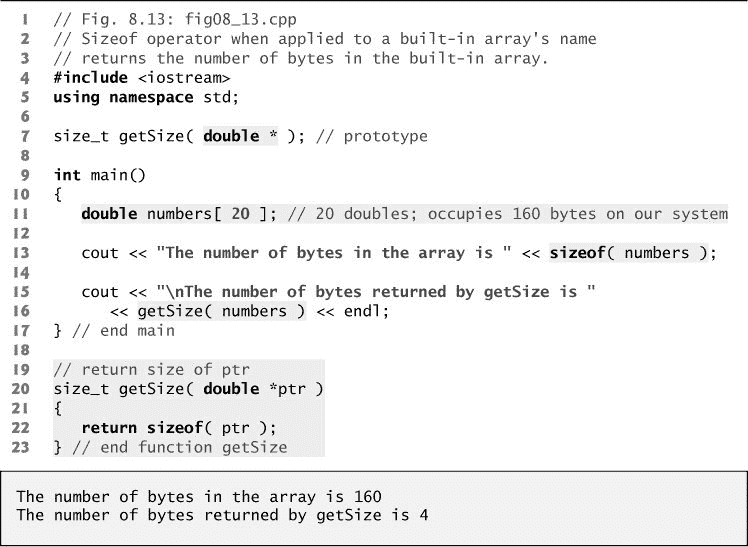 1 // Fig. 8.13: fig08_13.cpp
2 // Sizeof operator when applied to a built-in array's name
3 // returns the number of bytes in the built-in array.
4 #include <iostream>
5 using namespace std;
6
7 size_t getSize( double * ); // prototype
8
9 int main()
10 {
11 double numbers[ 20 ]; // 20 doubles; occupies 160 bytes on our system
12
13 cout << "The number of bytes in the array is " << sizeof( numbers );
14
15 cout << "\nThe number of bytes returned by getSize is "
16 << getSize( numbers ) << endl;
17 } // end main
18
19 // return size of ptr
20 size_t getSize( double *ptr )
21 {
22 return sizeof( ptr );
23 } // end function getSize
The number of bytes in the array is 160
The number of bytes returned by getSize is 4